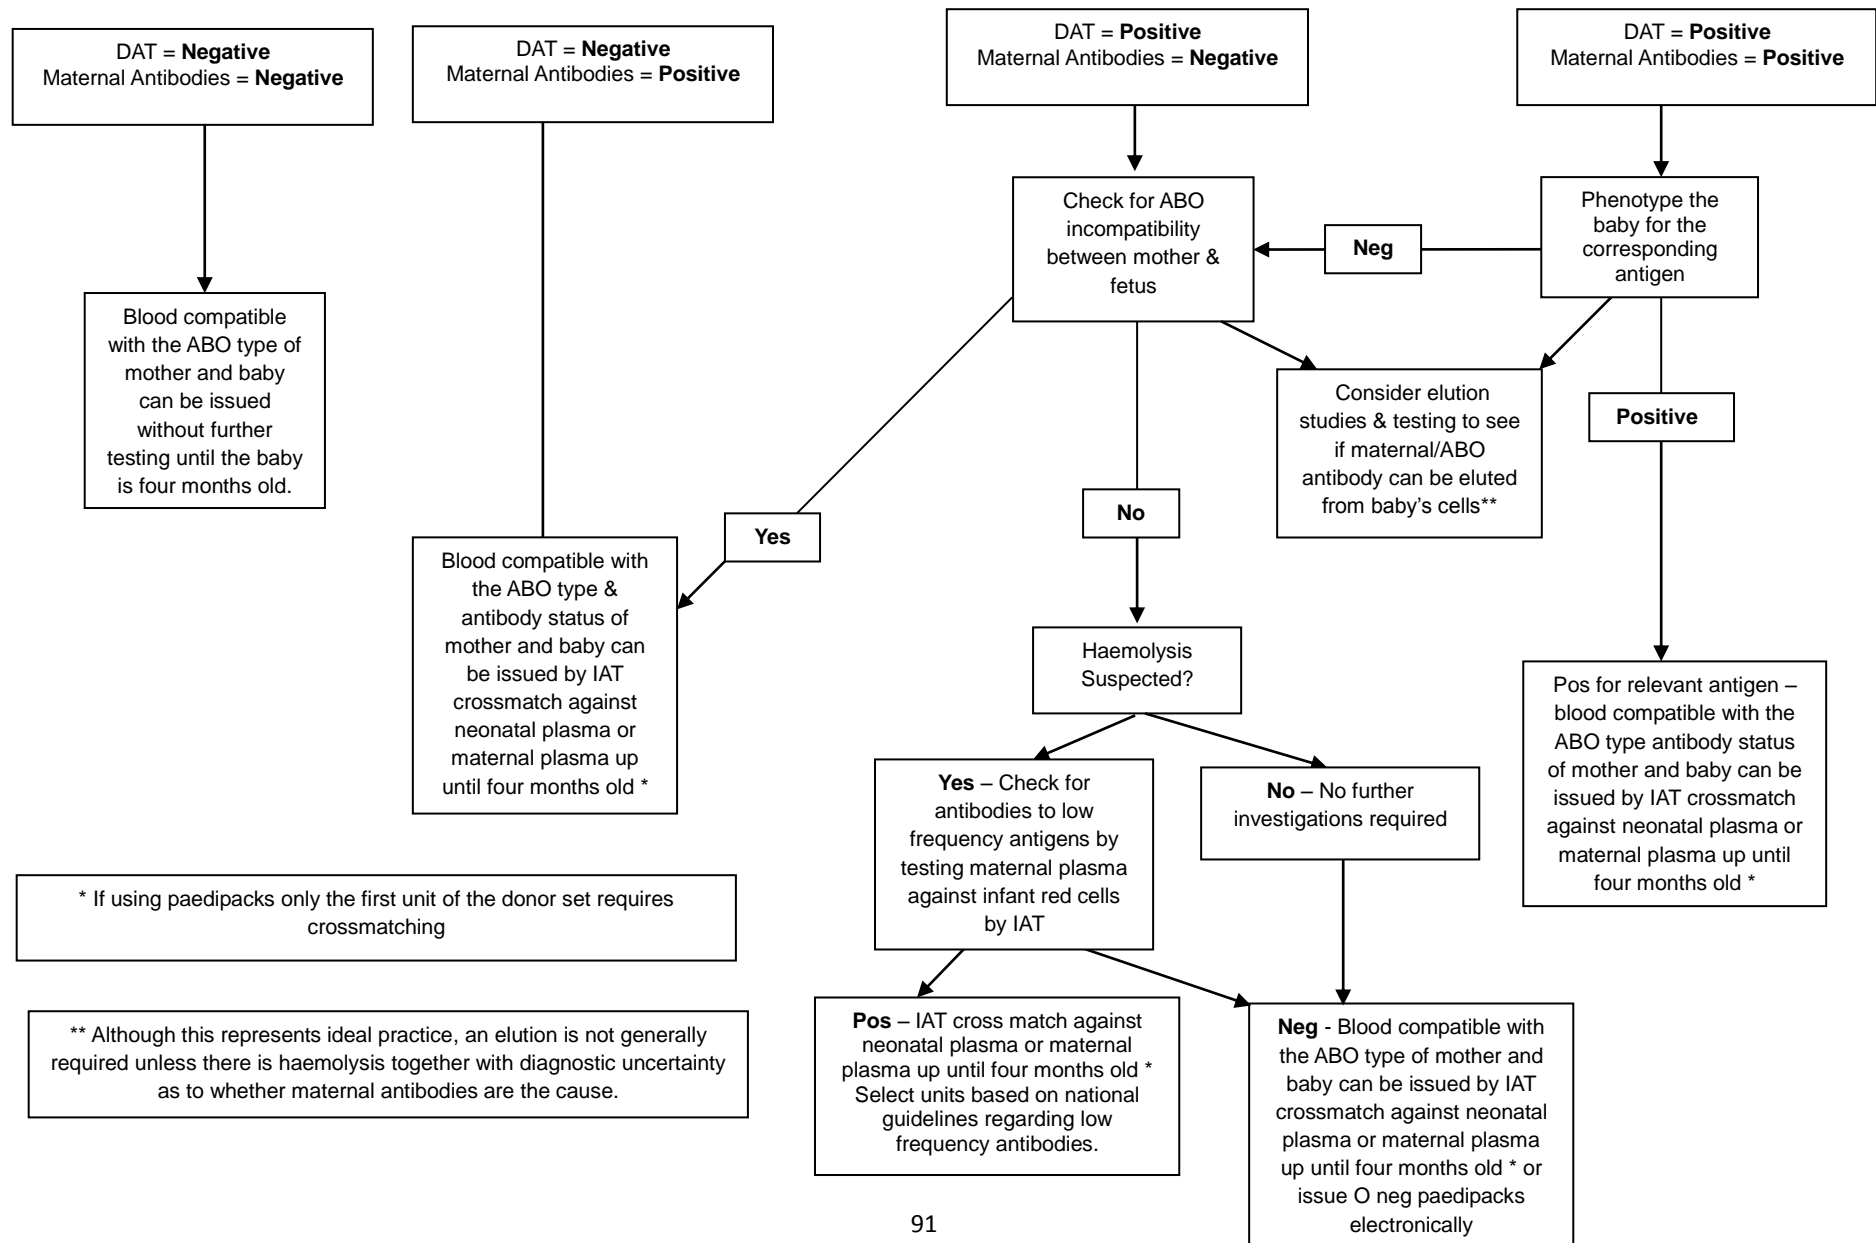 DAT = Negative
Maternal Antibodies = Negative
DAT = Negative
Maternal Antibodies = Positive
DAT = Positive
Maternal Antibodies = Negative
DAT = Positive
Maternal Antibodies = Positive
Check for ABO
incompatibility
between mother &
fetus
Neg
Phenotype the
baby for the
corresponding
antigen
Blood compatible
with the ABO type of
mother and baby
can be issued
without further
testing until the baby
is four months old.
Consider elution
studies & testing to see
if maternal/ABO
antibody can be eluted
from baby’s cells**
Positive
No
Yes
Blood compatible with
the ABO type &
antibody status of
mother and baby can
be issued by IAT
crossmatch against
neonatal plasma or
maternal plasma up
until four months old *
Haemolysis
Suspected?
Pos for relevant antigen –
blood compatible with the
ABO type antibody status
of mother and baby can be
issued by IAT crossmatch
against neonatal plasma or
maternal plasma up until
four months old *
Yes – Check for
antibodies to low
frequency antigens by
testing maternal plasma
against infant red cells
by IAT
No – No further
investigations required
* If using paedipacks only the first unit of the donor set requires
crossmatching
** Although this represents ideal practice, an elution is not generally
required unless there is haemolysis together with diagnostic uncertainty
as to whether maternal antibodies are the cause.
Pos – IAT cross match against
neonatal plasma or maternal
plasma up until four months old *
Select units based on national
guidelines regarding low
frequency antibodies.
Neg - Blood compatible with
the ABO type of mother and
baby can be issued by IAT
crossmatch against neonatal
plasma or maternal plasma
up until four months old * or
issue O neg paedipacks
electronically
91